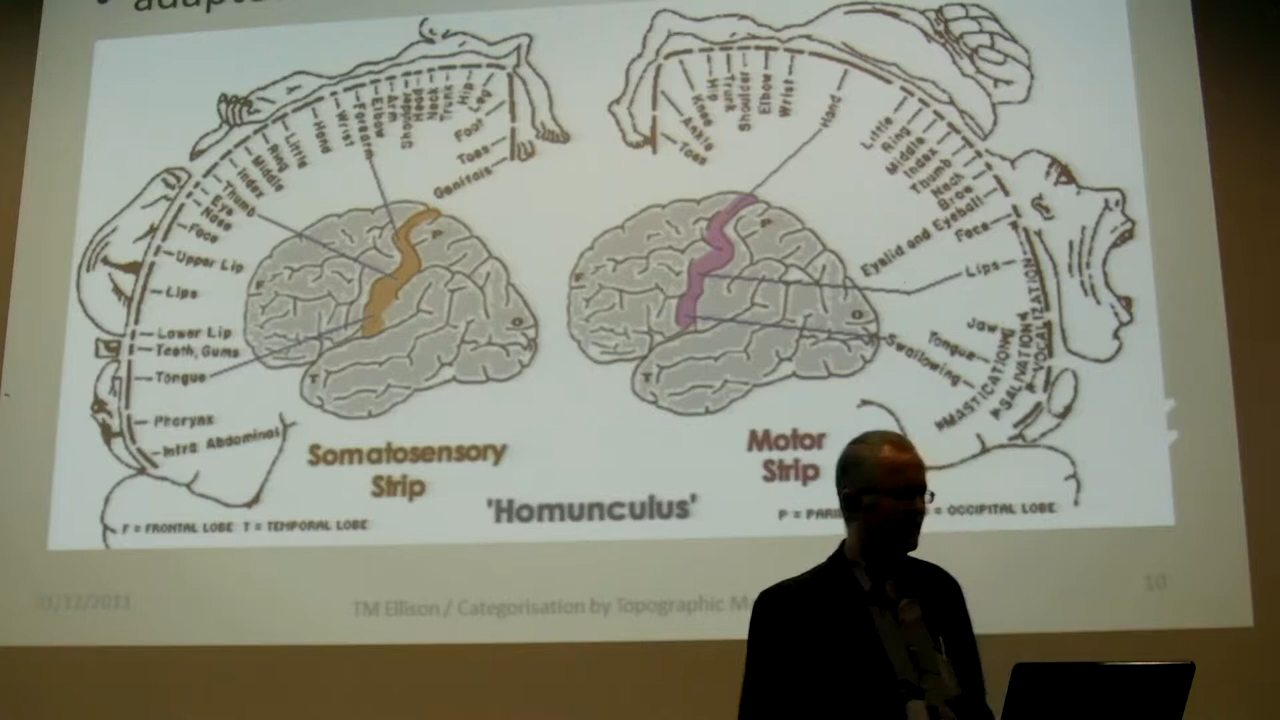 Genitals
Toes
Foot
Leg
Hip
Trunk
Neck
Head
Shoulder
Arm
Elbow
Forearm
Wrist
Hand
Little
Ring
Middle
Index
Thumb
Eye
Nose
Face
Upper Lip
Lips
Lower Lip
Teeth, Gums
Tongue
Pharynx
Intra Abdominal
F
P
O
T
Somatosensory
Strip
F = FRONTAL LOBE T = TEMPORAL LOBE
'Homunculus'
Toes
Ankle
Knee
Hip
Trunk
Shoulder
Elbow
Wrist
Hand
Little
Ring
Middle
Index
Thumb
Neck
Brow
Eyelid and Eyeball
Face
Lips
Jaw
Tongue
Swallowing
MASTICATION
SALIVATION
VOCALIZATION
F
P
O
T
Motor
Strip
P = OCCIPITAL LOBE
TM Ellison / Categorisation by Topographic
10